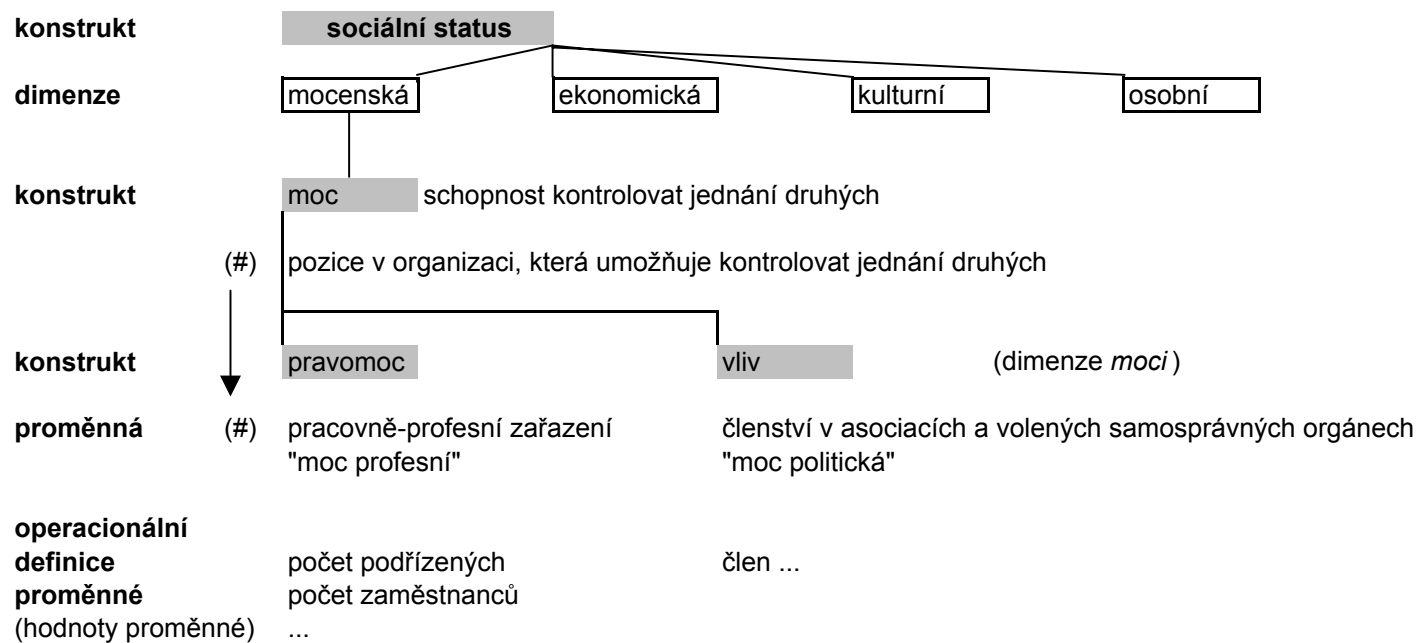 konstrukt sociální status
dimenze mocenská ekonomická kulturní osobní
konstrukt moc schopnost kontrolovat jednání druhých
(#) pozice v organizaci, která umožňuje kontrolovat jednání druhých
konstrukt pravomoc vliv (dimenze moci )
proměnná (#) pracovně-profesní zařazení členství v asociacích a volených samosprávných orgánech
"moc profesní" "moc politická"
operacionální
definice počet podřízených člen ...
proměnné počet zaměstnanců
(hodnoty proměnné) ...